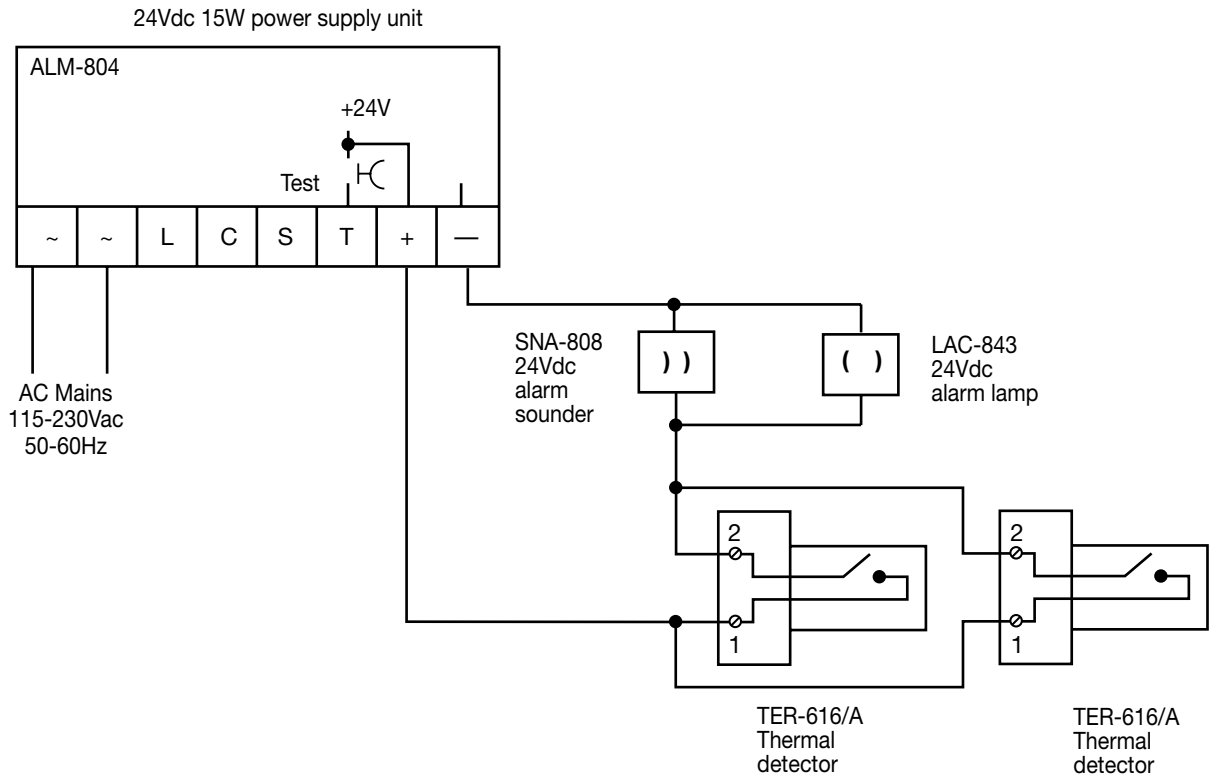 24Vdc 15W power supply unit
ALM-804
+24V
Test
~ ~ L C S T + —
AC Mains
115-230Vac
50-60Hz
SNA-808
24Vdc
alarm
sounder
) )
( )
LAC-843
24Vdc
alarm lamp
2
1
2
1
TER-616/A
Thermal
detector
TER-616/A
Thermal
detector